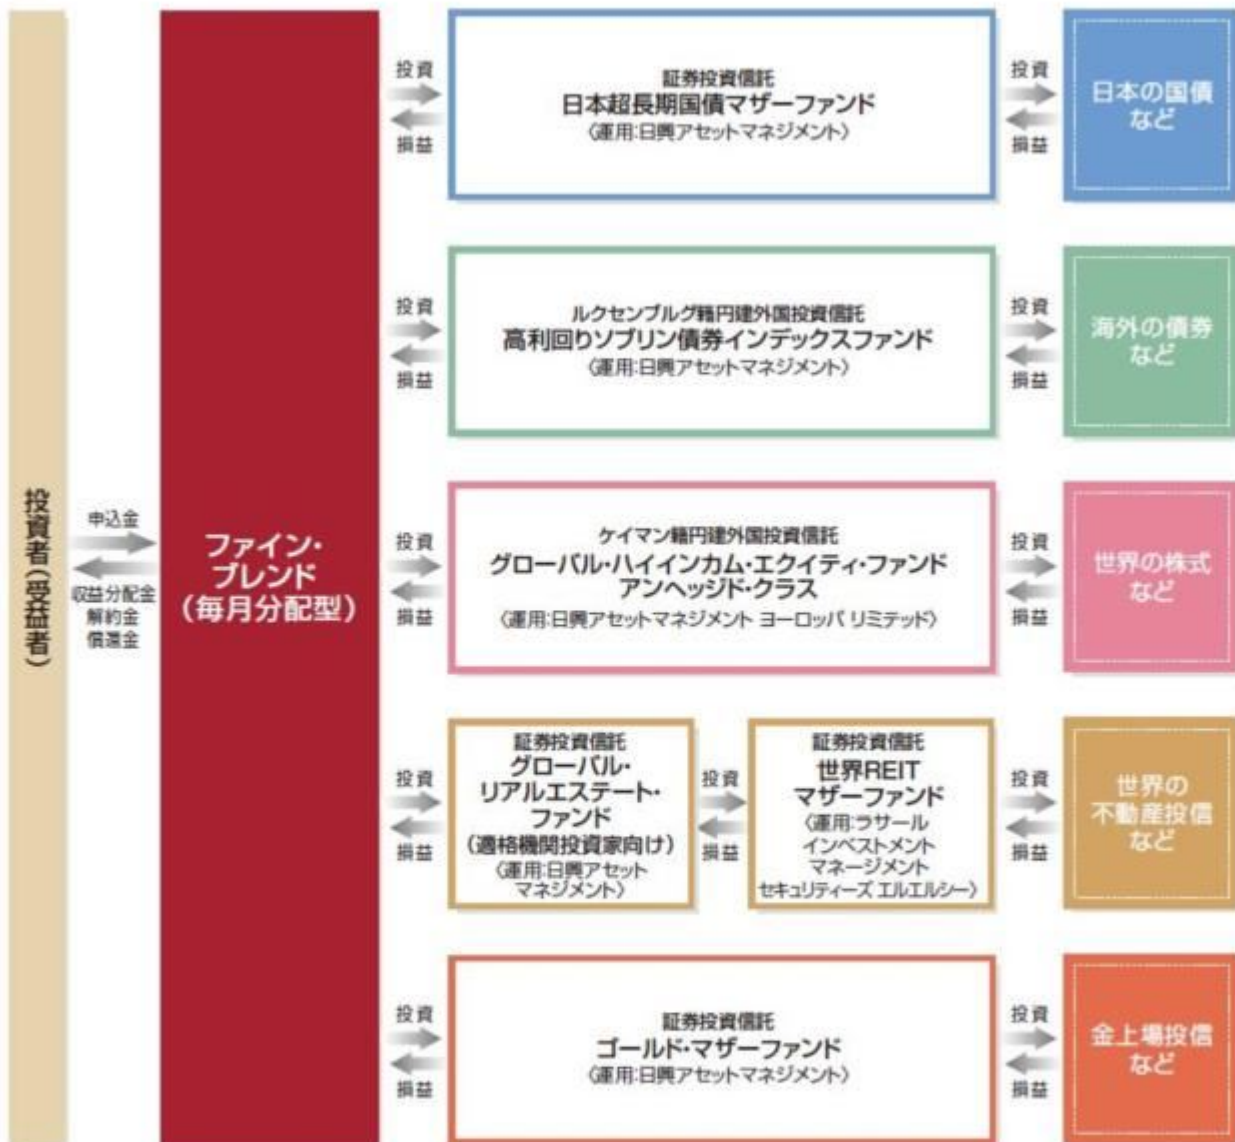 投資者(受益者)
申込金
収益分配金
解約金
償還金
ファイン・
ブレンド
(毎月分配型)
投資
損益
証券投資信託
日本超長期国債マザーファンド
〈運用:日興アセットマネジメント〉
投資
損益
日本の国債
など
投資
損益
ルクセンブルグ籍円建外国投資信託
高利回りソブリン債券インデックスファンド
〈運用:日興アセットマネジメント〉
投資
損益
海外の債券
など
投資
損益
ケイマン籍円建外国投資信託
グローバル・ハイインカム・エクイティ・ファンド
アンヘッジド・クラス
〈運用:日興アセットマネジメント ヨーロッパ リミテッド〉
投資
損益
世界の株式
など
投資
損益
証券投資信託
グローバル・
リアルエステート・
ファンド
(適格機関投資家向け)
〈運用:日興アセット
マネジメント〉
投資
損益
証券投資信託
世界REIT
マザーファンド
〈運用:ラサール
インベストメント
マネージメント
セキュリティーズ エルエルシー〉
投資
損益
世界の
不動産投信
など
投資
損益
証券投資信託
ゴールド・マザーファンド
〈運用:日興アセットマネジメント〉
投資
損益
金上場投信
など